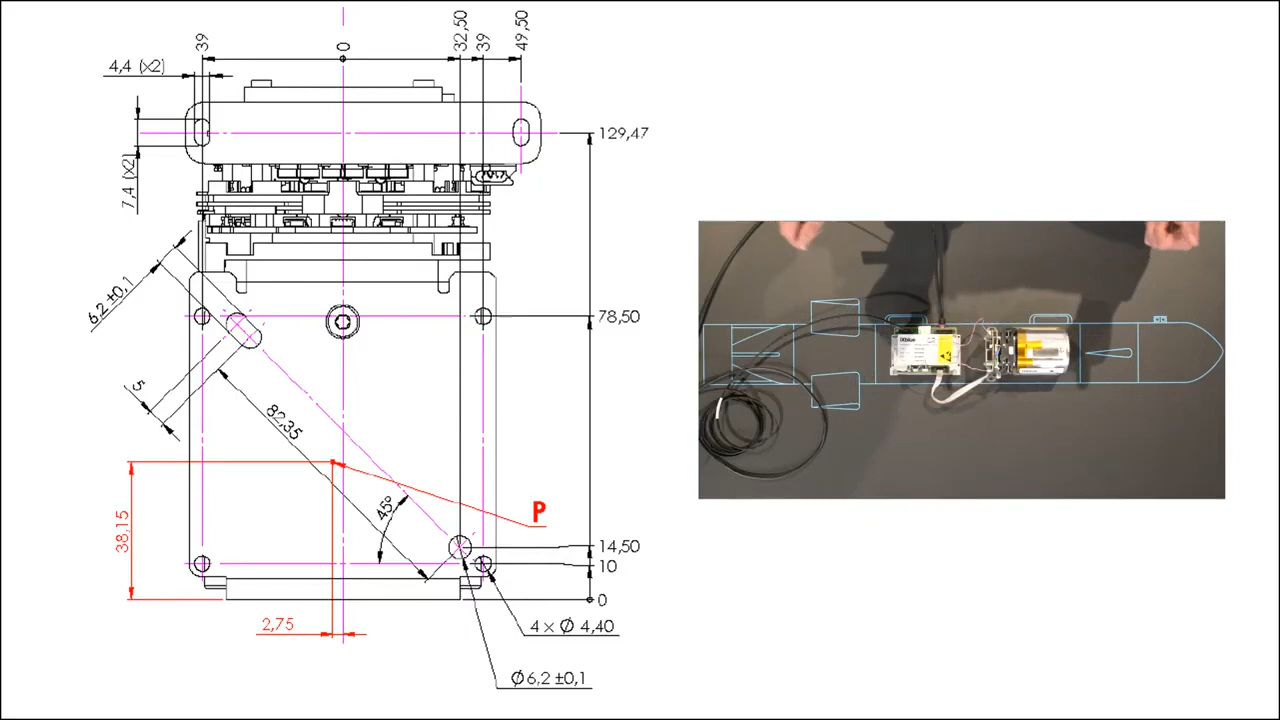 39
0
32,50
39
49,50
4,4 (x2)
129,47
7,4 (x2)
6,2 ±0,1
78,50
5
82,35
45°
P
38,15
14,50
10
0
2,75
4 x Ø 4,40
Ø6,2 ±0,1
iXblue